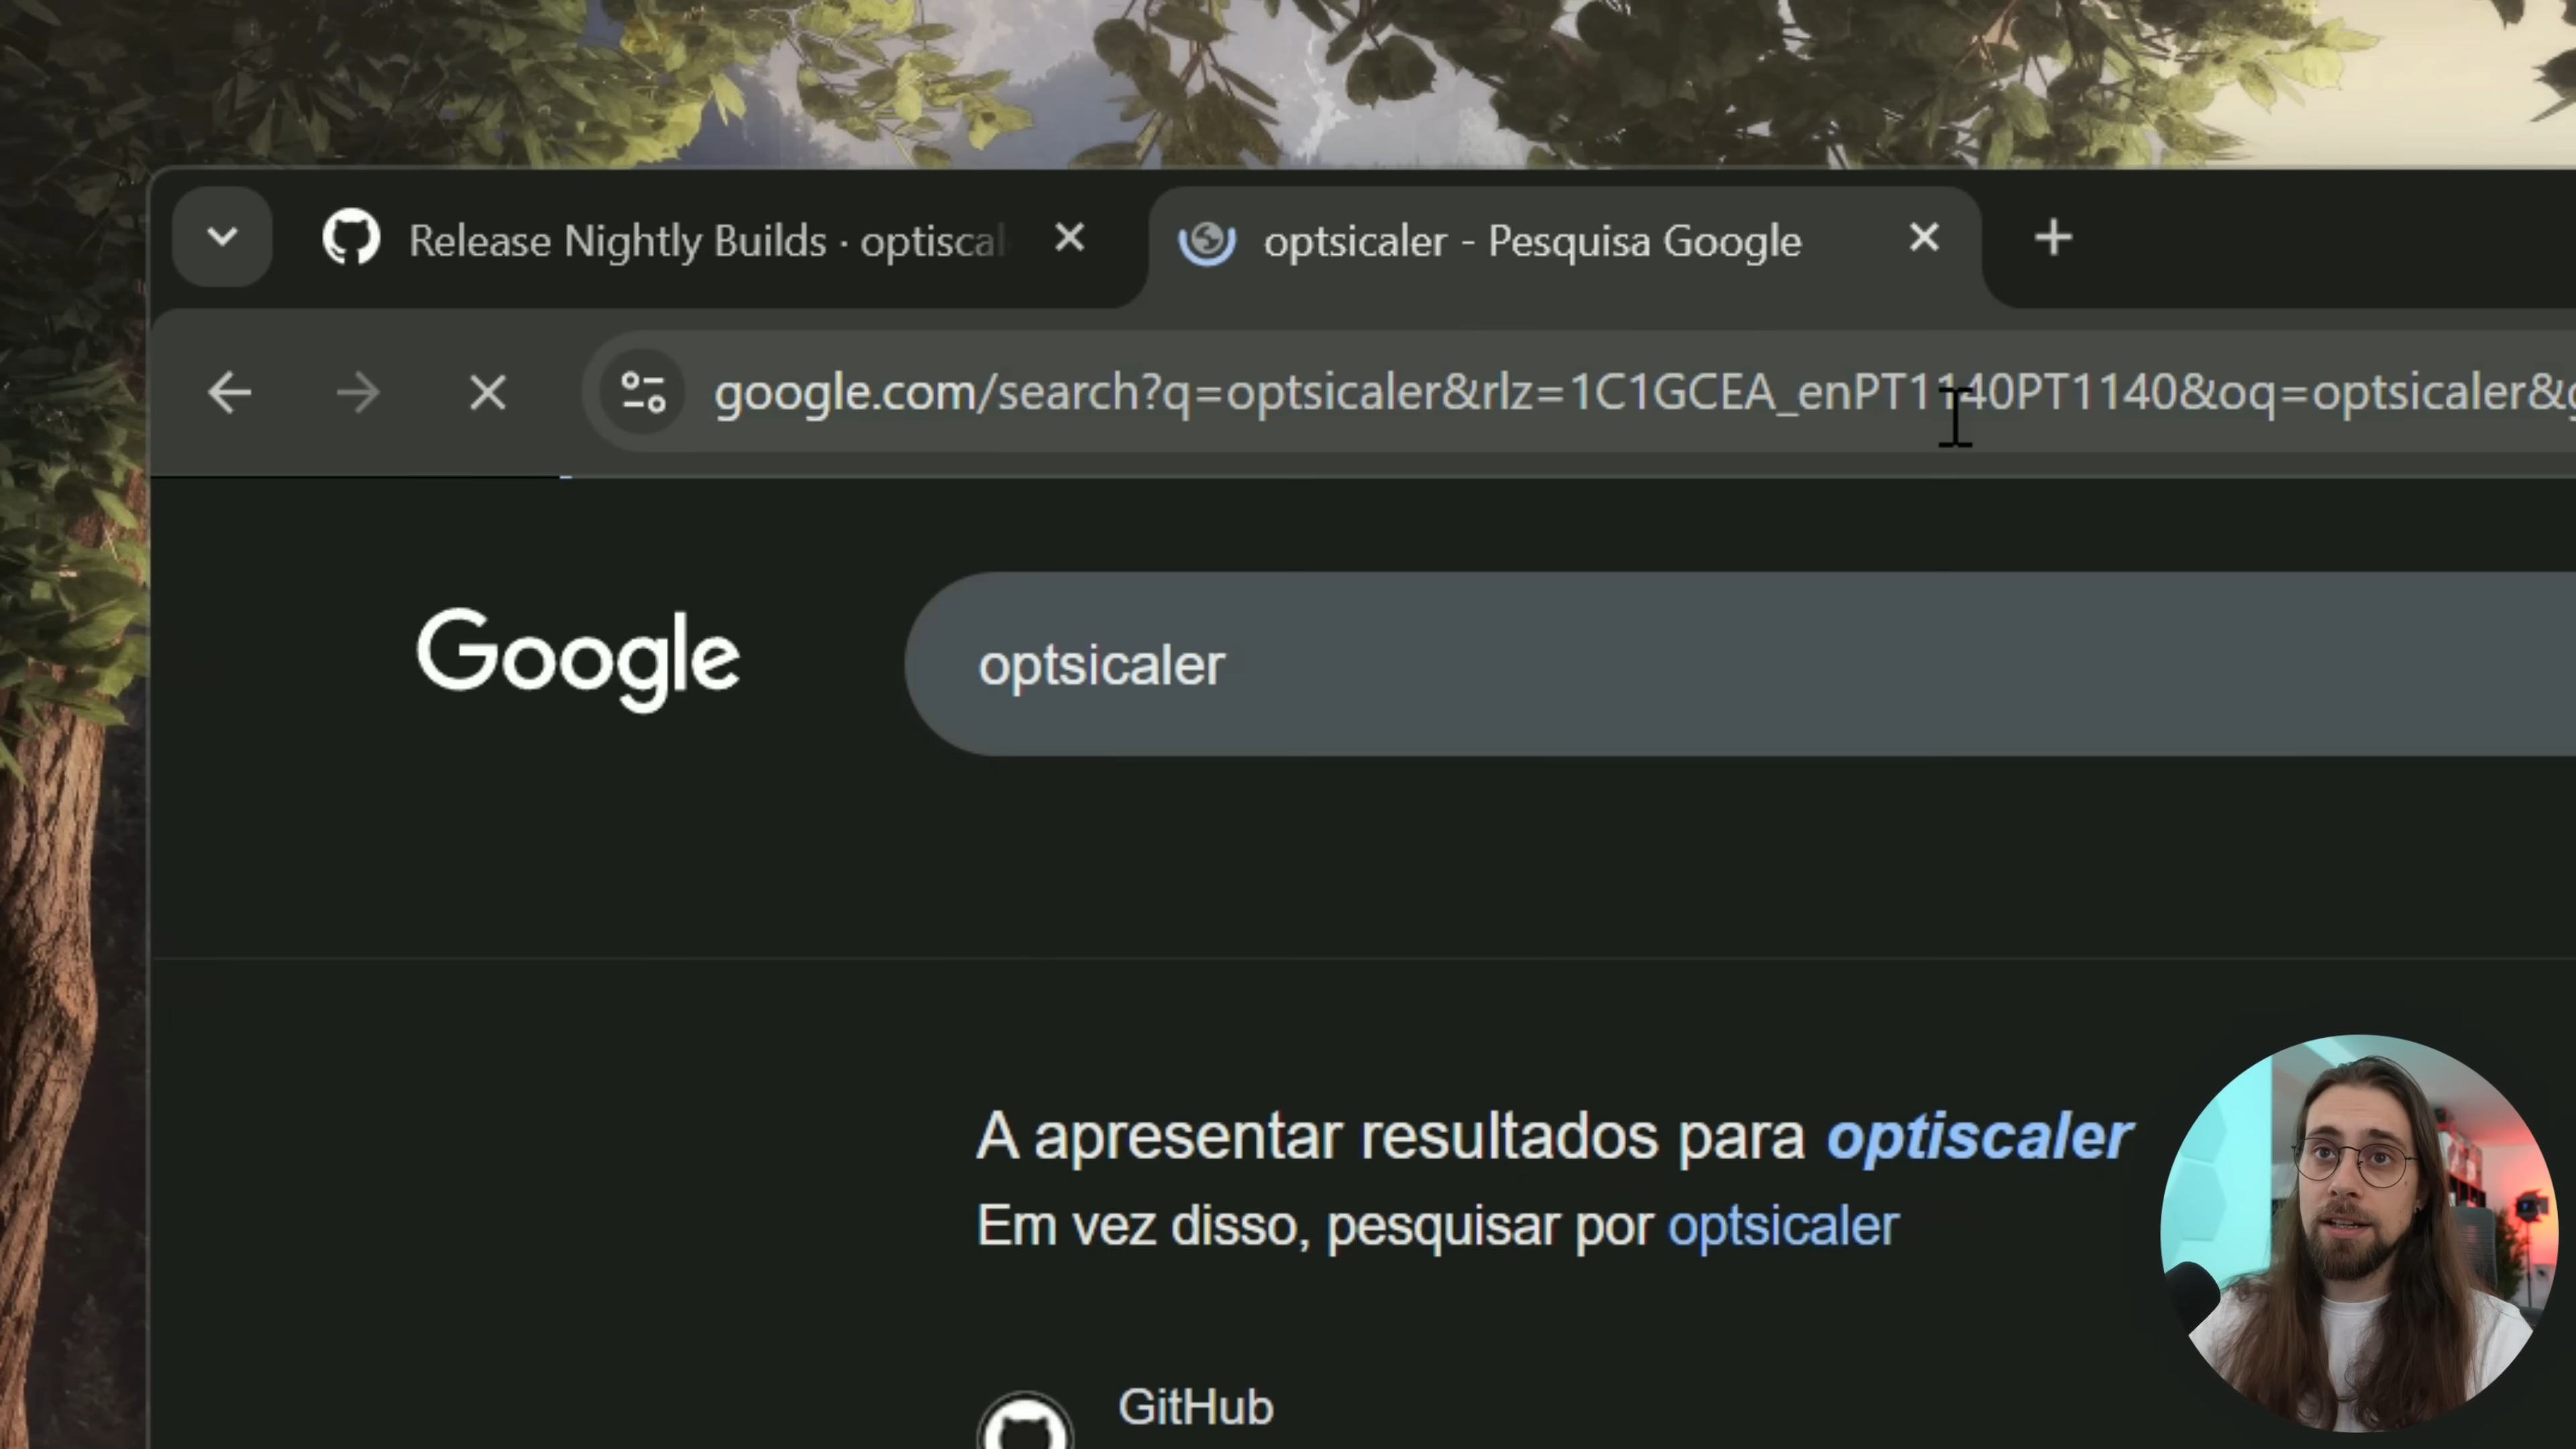 Release Nightly Builds · optiscal
optsicaler - Pesquisa Google
google.com/search?q=optsicaler&rlz=1C1GCEA_enPT1140PT1140&oq=optsicaler&g
Google
optsicaler
A apresentar resultados para optiscaler
Em vez disso, pesquisar por optsicaler
GitHub